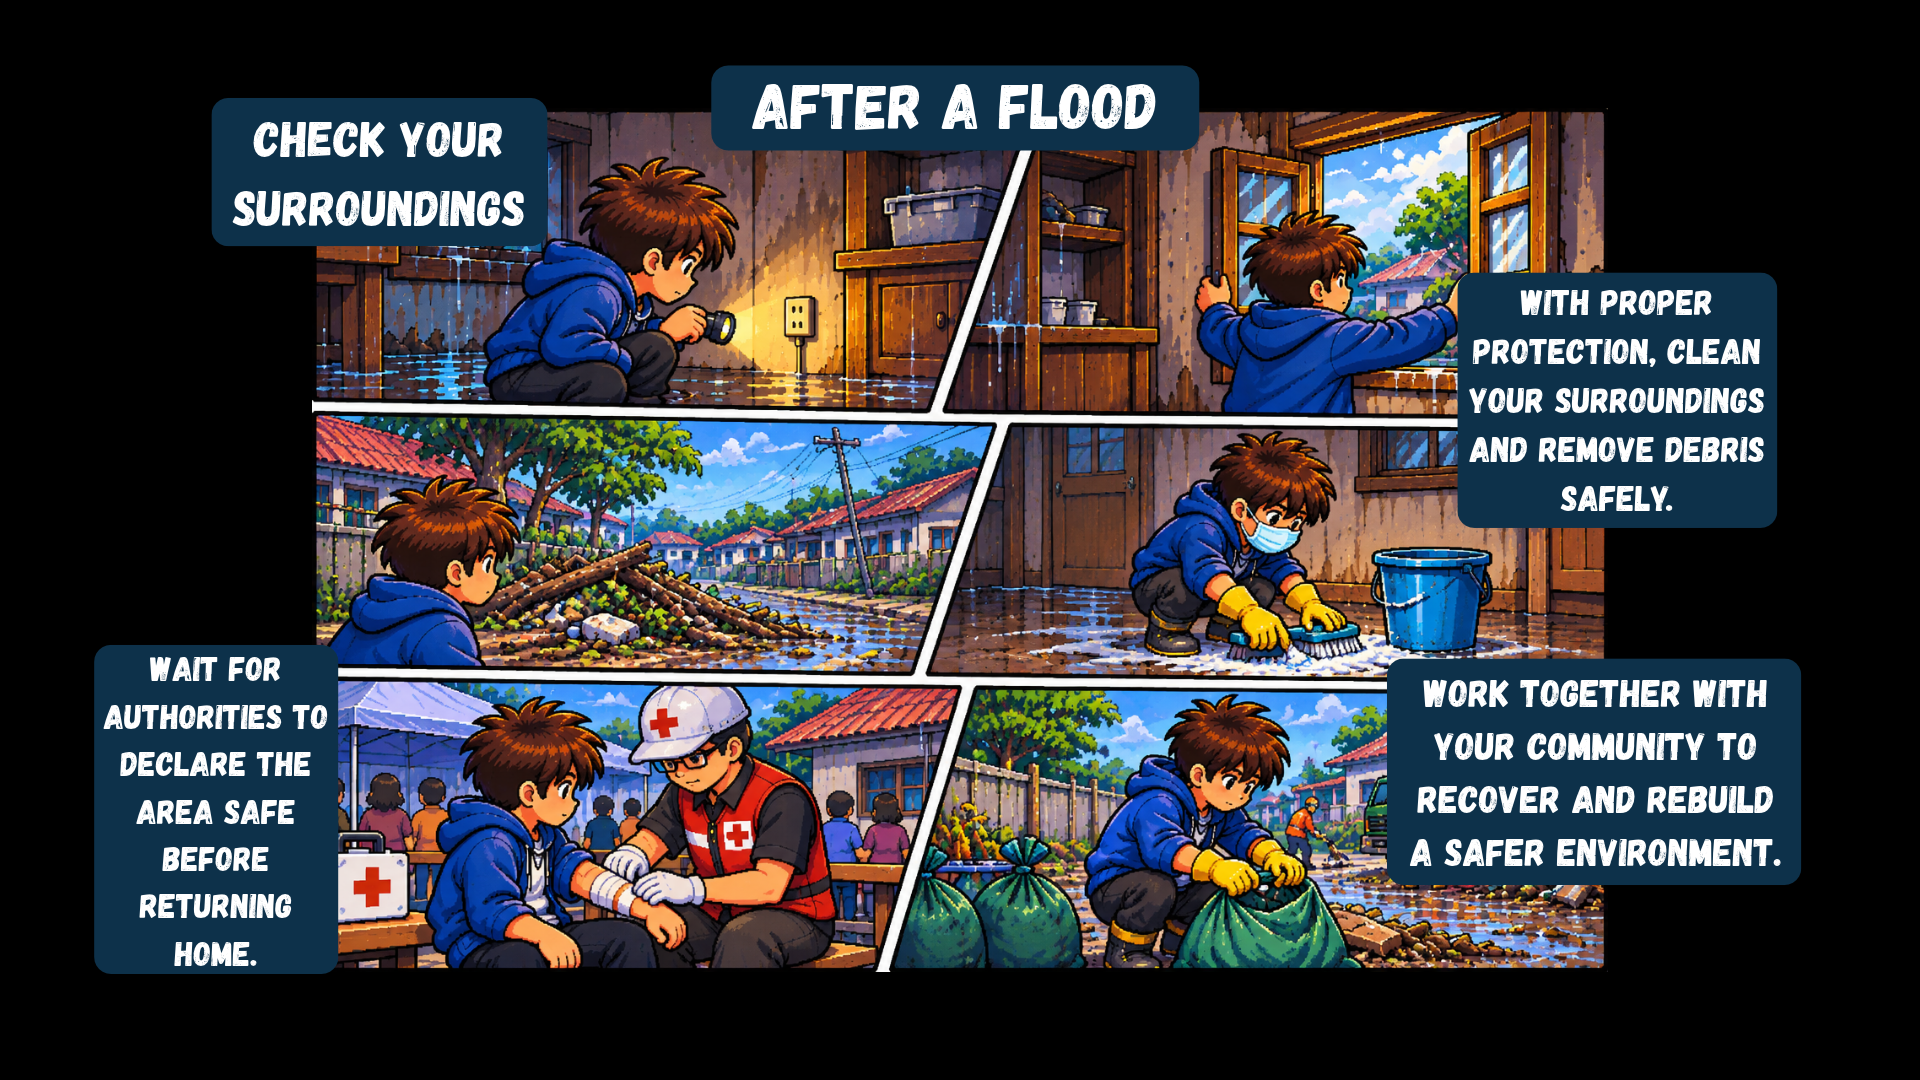 AFTER A FLOOD
CHECK YOUR
SURROUNDINGS
WITH PROPER
PROTECTION, CLEAN
YOUR SURROUNDINGS
AND REMOVE DEBRIS
SAFELY.
WAIT FOR
AUTHORITIES TO
DECLARE THE
AREA SAFE
BEFORE
RETURNING
HOME.
WORK TOGETHER WITH
YOUR COMMUNITY TO
RECOVER AND REBUILD
A SAFER ENVIRONMENT.